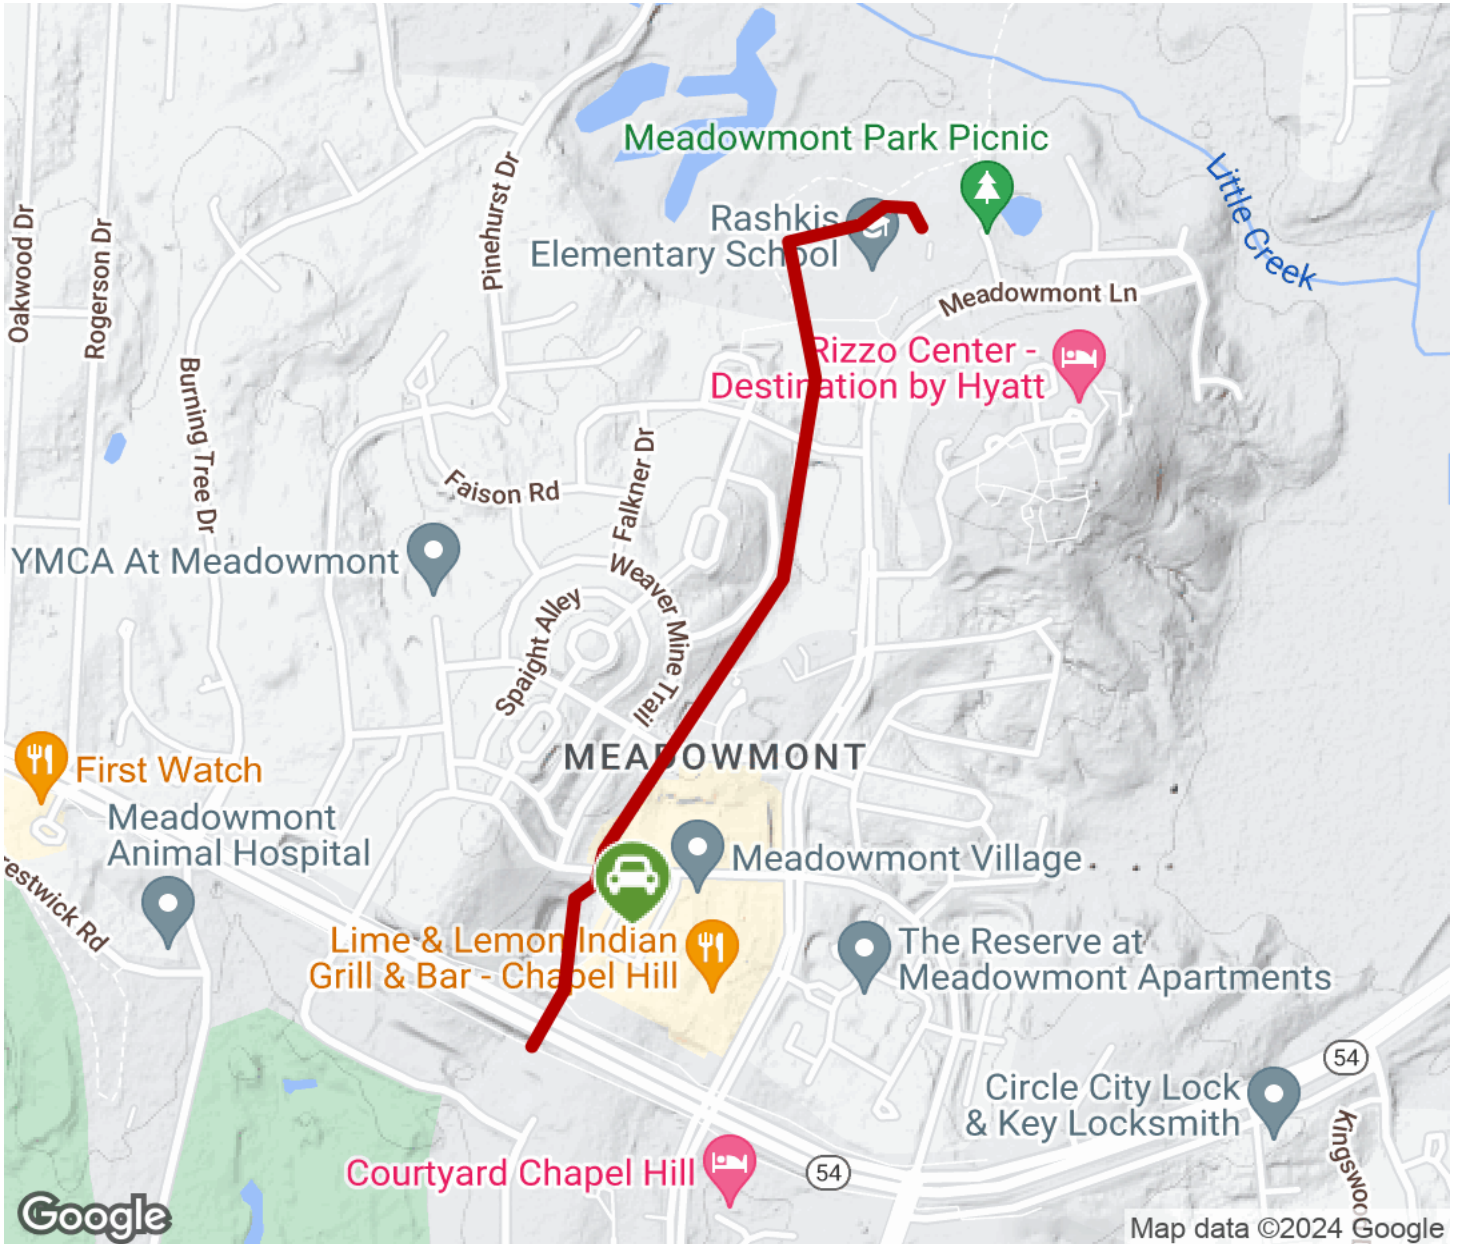 Meadowmont Park Picnic
Pinehurst Dr
Little Creek
Oakwood Dr
Rogerson Dr
Rashkis
Elementary School
Meadowmont Ln
Rizzo Center -
Destination by Hyatt
Burning Tree Dr
Faison Rd
Falkner Dr
YMCA At Meadowmont
Weaver Mine Trail
Spaight Alley
MEADOWMONT
First Watch
Meadowmont
Animal Hospital
Meadowmont Village
restwick Rd
Lime & Lemon Indian
Grill & Bar - Chapel Hill
The Reserve at
Meadowmont Apartments
54
Circle City Lock
& Key Locksmith
Kingswoo
Courtyard Chapel Hill
54
Google
Map data ©2024 Google